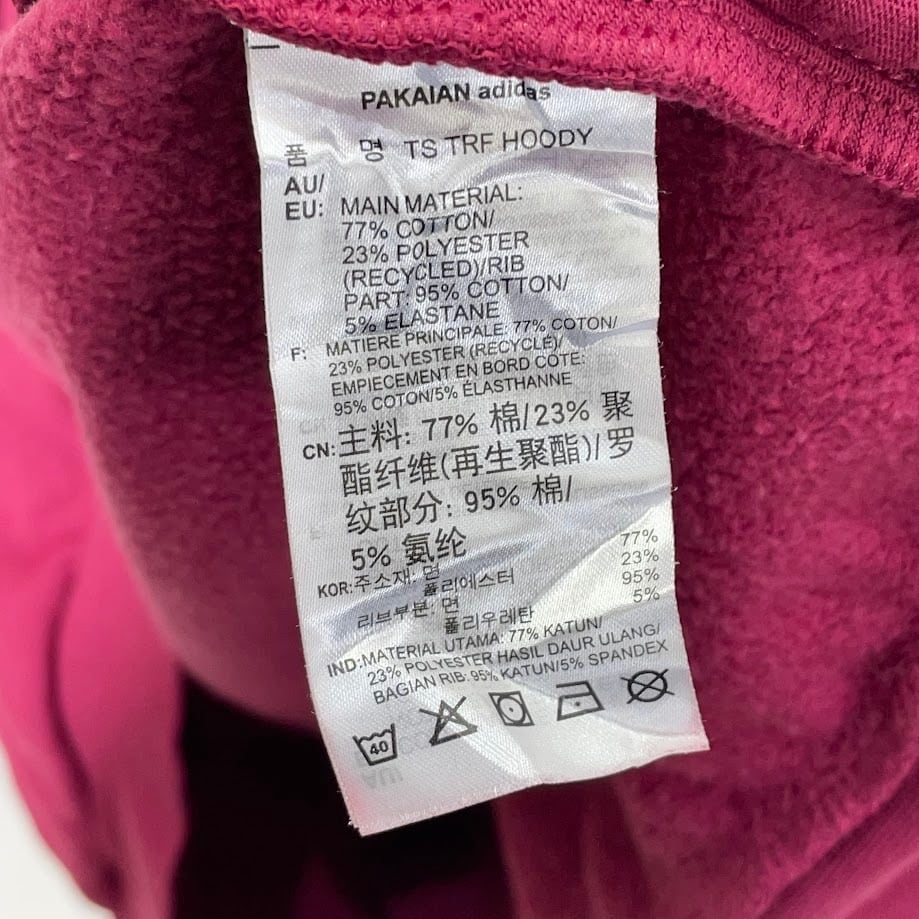 PAKAIAN adidas
품 명 TS TRF HOODY
AU/
EU: MAIN MATERIAL:
77% COTTON/
23% POLYESTER
(RECYCLED)/RIB
PART: 95% COTTON/
5% ELASTANE
F: MATIERE PRINCIPALE: 77% COTON/
23% POLYESTER (RECYCLE)/
EMPIECEMENT EN BORD COTE:
95% COTON/5% ÉLASTHANNE
CN: 主料: 77% 棉/23% 聚
酯纤维(再生聚酯)/罗
纹部分: 95% 棉/
5% 氨纶
KOR: 주소재: 면 77%
폴리에스터 23%
리브부분: 면 95%
폴리우레탄 5%
IND: MATERIAL UTAMA: 77% KATUN/
23% POLYESTER HASIL DAUR ULANG/
BAGIAN RIB: 95% KATUN/5% SPANDEX
40